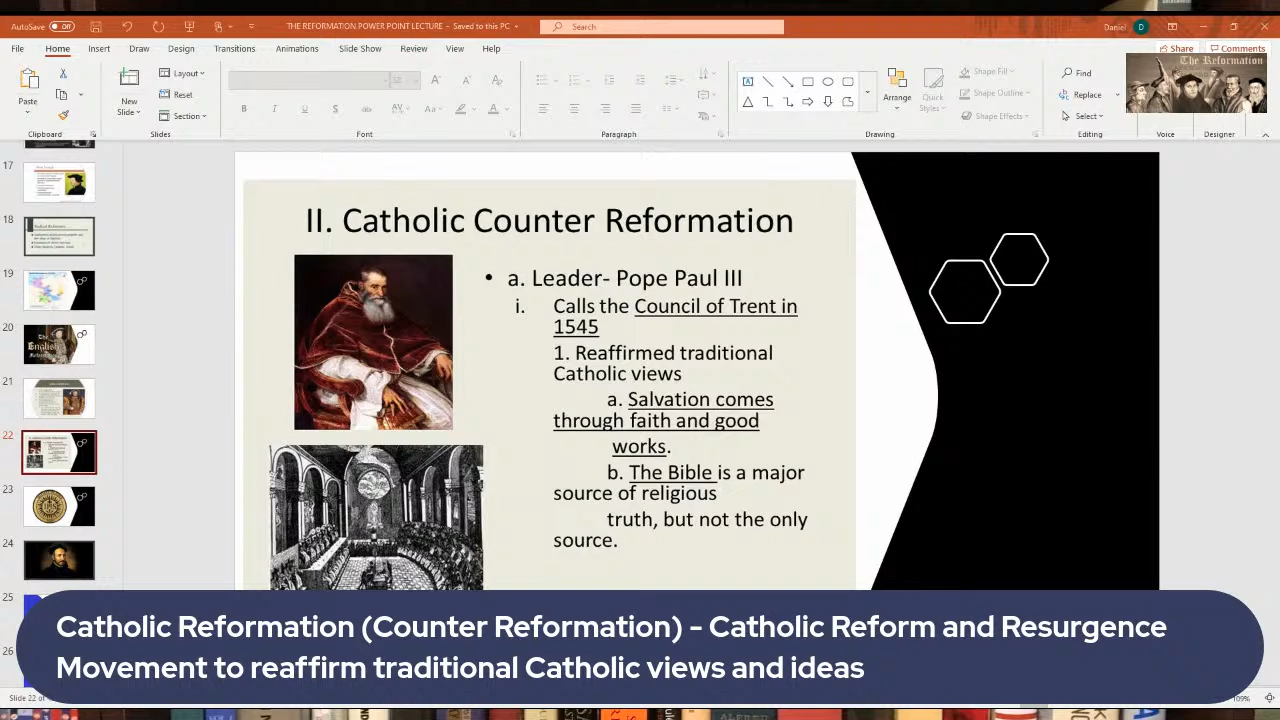 AutoSave Off
THE REFORMATION POWER POINT LECTURE - Saved to this PC
Search
Daniel D
File Home Insert Draw Design Transitions Animations Slide Show Review View Help
Share Comments
Paste
New
Slide
Layout
Reset
Section
Arrange
Quick
Styles
Shape Fill
Shape Outline
Shape Effects
Find
Replace
Select
The Reformation
Clipboard Slides Font Paragraph Drawing Editing Voice Designer
17
18
19
20
21
22
23
24
25
26
II. Catholic Counter Reformation
• a. Leader- Pope Paul III
i. Calls the Council of Trent in
1545
1. Reaffirmed traditional
Catholic views
a. Salvation comes
through faith and good
works.
b. The Bible is a major
source of religious
truth, but not the only
source.
Catholic Reformation (Counter Reformation) - Catholic Reform and Resurgence
Movement to reaffirm traditional Catholic views and ideas
Slide 22 of
109%
ALFRED